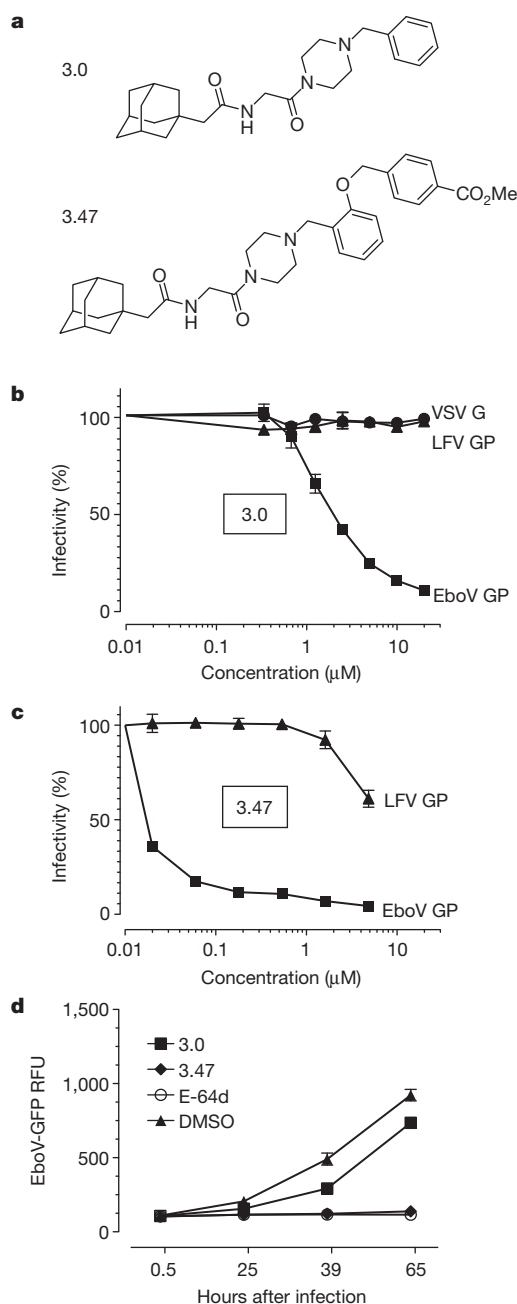 a
3.0
N
N
O
N
H
O
3.47
O
CO₂Me
N
N
O
N
H
O
b
100
50
0
Infectivity (%)
3.0
VSV G
LFV GP
EboV GP
0.01 0.1 1 10
Concentration (μM)
c
100
50
0
Infectivity (%)
3.47
LFV GP
EboV GP
0.01 0.1 1 10
Concentration (μM)
d
1,500
1,000
500
0
EboV-GFP RFU
3.0
3.47
E-64d
DMSO
0.5 25 39 65
Hours after infection